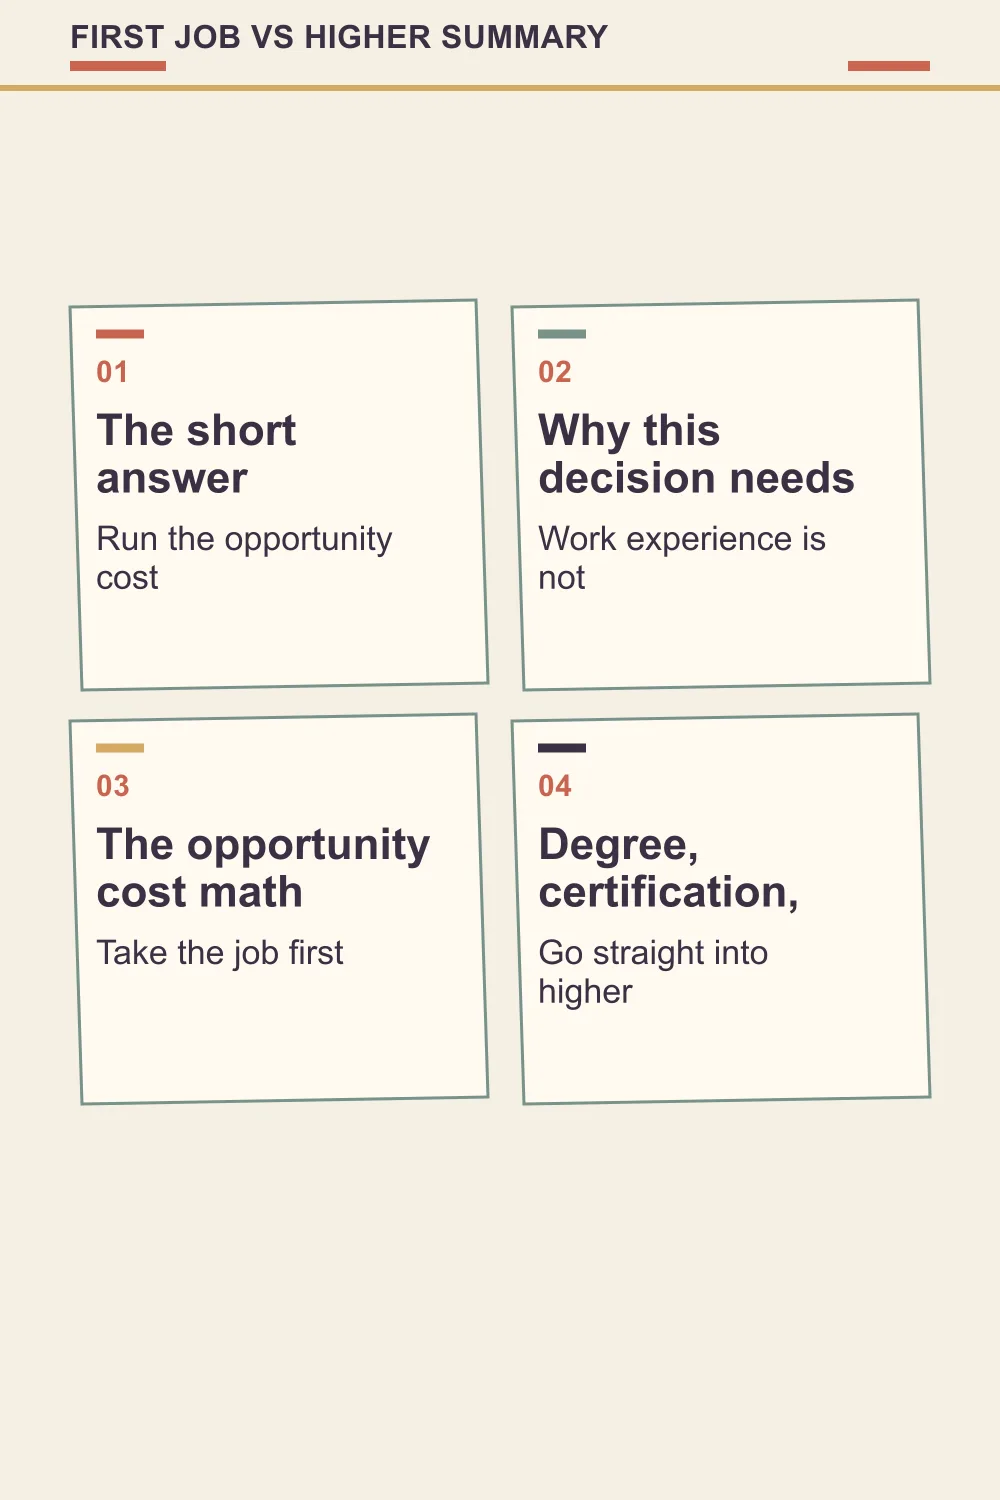 FIRST JOB VS HIGHER SUMMARY
01
The short
answer
Run the opportunity
cost
02
Why this
decision needs
Work experience is
not
03
The opportunity
cost math
Take the job first
04
Degree,
certification,
Go straight into
higher